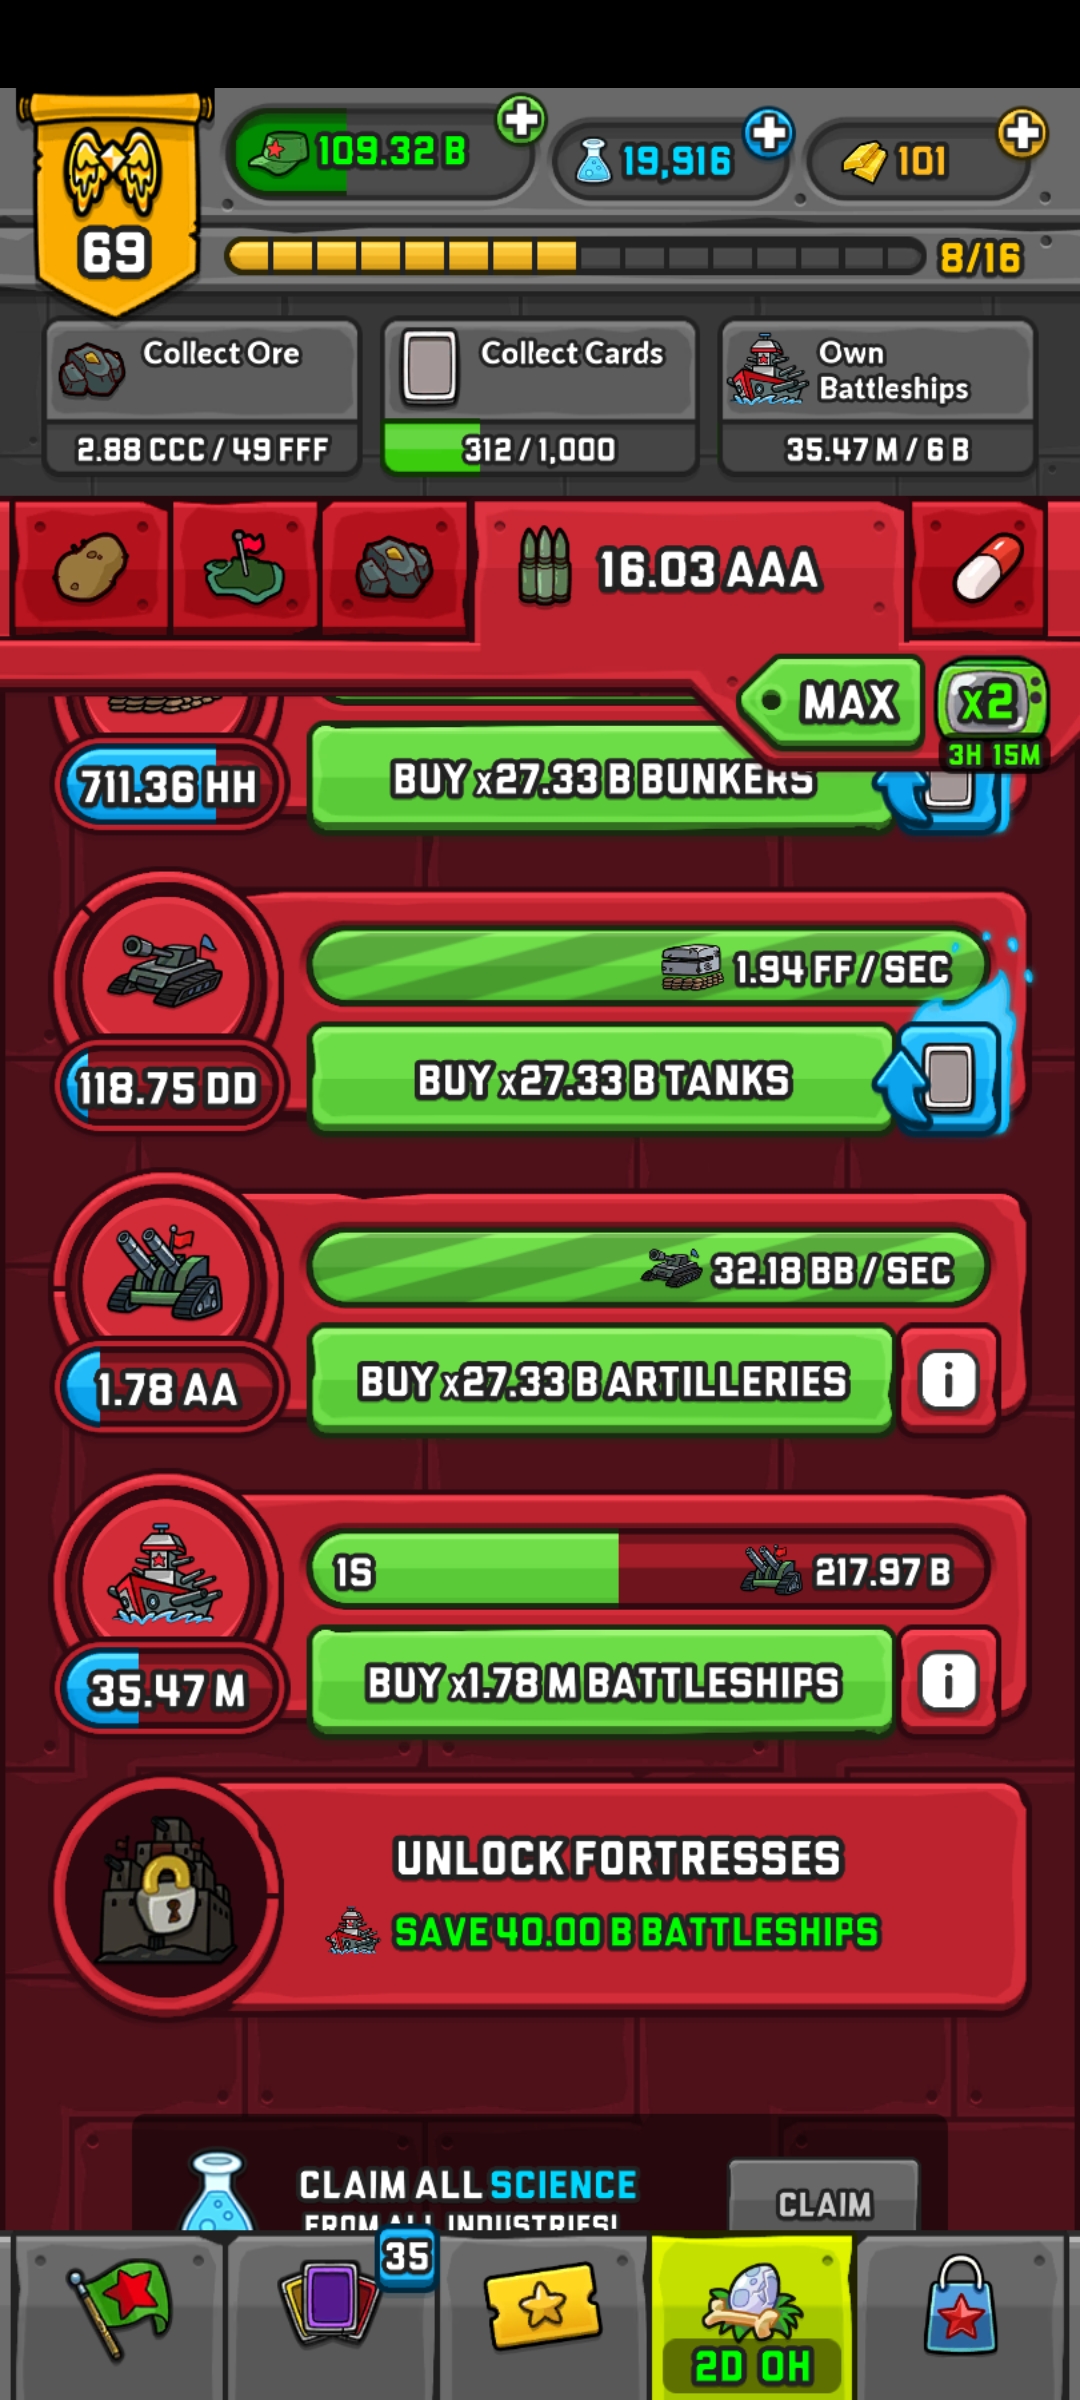 109.32 B
19,916
101
69
8/16
Collect Ore
2.88 CCC / 49 FFF
Collect Cards
312 / 1,000
Own
Battleships
35.47 M / 6 B
16.03 AAA
MAX
x2
3H 15M
711.36 HH
BUY x27.33 B BUNKERS
1.94 FF / SEC
118.75 DD
BUY x27.33 B TANKS
32.18 BB / SEC
1.78 AA
BUY x27.33 B ARTILLERIES
i
1S
217.97 B
35.47 M
BUY x1.78 M BATTLESHIPS
i
UNLOCK FORTRESSES
SAVE 40.00 B BATTLESHIPS
CLAIM ALL SCIENCE
FROM ALL INDUSTRIES!
CLAIM
35
2D 0H